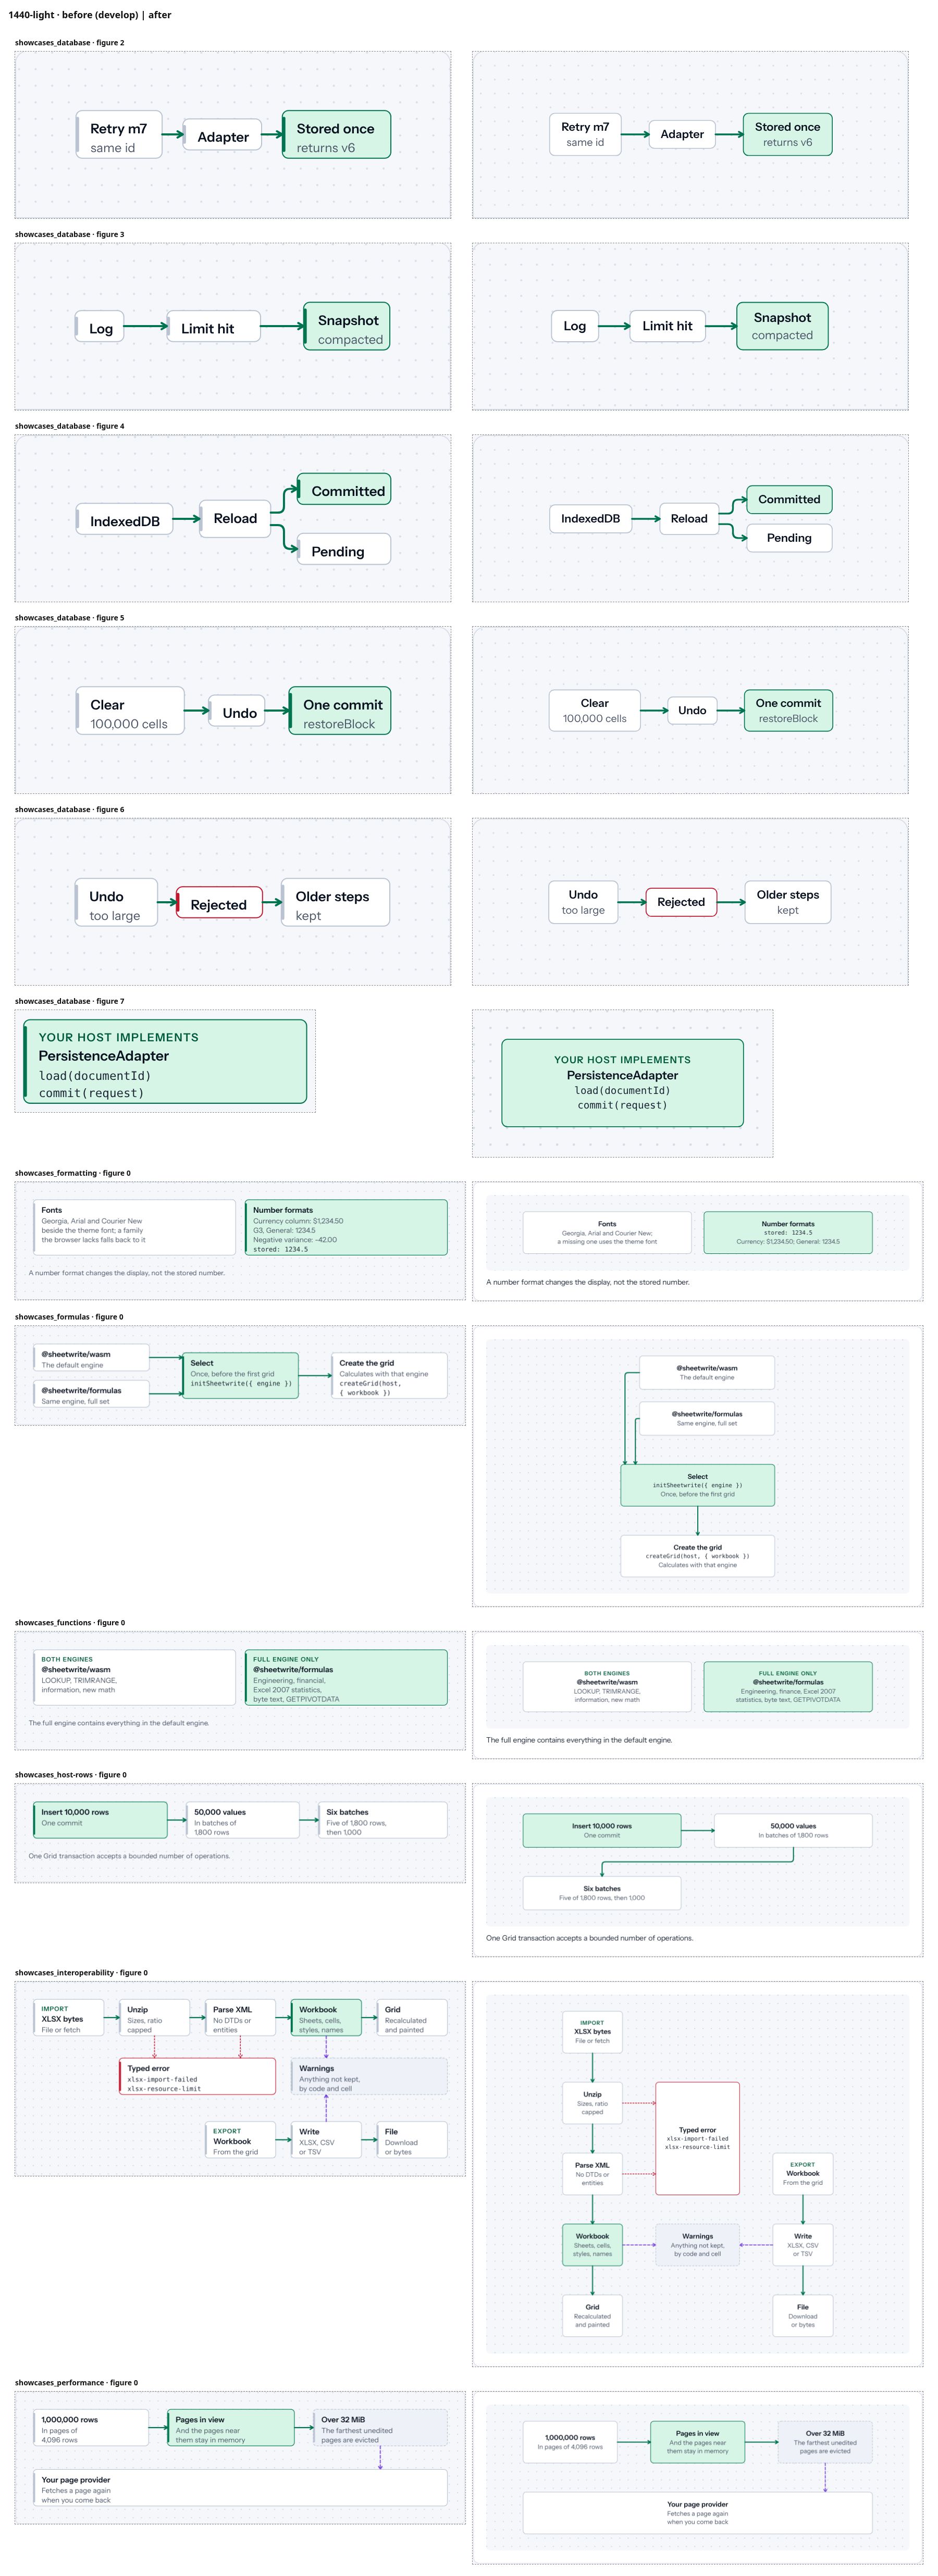 1440-light · before (develop) | after
showcases_database · figure 2
Retry m7
same id
Adapter
Stored once
returns v6
Retry m7
same id
Adapter
Stored once
returns v6
showcases_database · figure 3
Log
Limit hit
Snapshot
compacted
Log
Limit hit
Snapshot
compacted
showcases_database · figure 4
IndexedDB
Reload
Committed
Pending
IndexedDB
Reload
Committed
Pending
showcases_database · figure 5
Clear
100,000 cells
Undo
One commit
restoreBlock
Clear
100,000 cells
Undo
One commit
restoreBlock
showcases_database · figure 6
Undo
too large
Rejected
Older steps
kept
Undo
too large
Rejected
Older steps
kept
showcases_database · figure 7
YOUR HOST IMPLEMENTS
PersistenceAdapter
load(documentId)
commit(request)
YOUR HOST IMPLEMENTS
PersistenceAdapter
load(documentId)
commit(request)
showcases_formatting · figure 0
Fonts
Georgia, Arial and Courier New
beside the theme font; a family
the browser lacks falls back to it
Number formats
Currency column: $1,234.50
G3, General: 1234.5
Negative variance: -42.00
stored: 1234.5
A number format changes the display, not the stored number.
Fonts
Georgia, Arial and Courier New;
a missing one uses the theme font
Number formats
stored: 1234.5
Currency: $1,234.50; General: 1234.5
A number format changes the display, not the stored number.
showcases_formulas · figure 0
@sheetwrite/wasm
The default engine
@sheetwrite/formulas
Same engine, full set
Select
Once, before the first grid
initSheetwrite({ engine })
Create the grid
Calculates with that engine
createGrid(host,
{ workbook })
@sheetwrite/wasm
The default engine
@sheetwrite/formulas
Same engine, full set
Select
initSheetwrite({ engine })
Once, before the first grid
Create the grid
createGrid(host, { workbook })
Calculates with that engine
showcases_functions · figure 0
BOTH ENGINES
@sheetwrite/wasm
LOOKUP, TRIMRANGE,
information, new math
FULL ENGINE ONLY
@sheetwrite/formulas
Engineering, financial,
Excel 2007 statistics,
byte text, GETPIVOTDATA
The full engine contains everything in the default engine.
BOTH ENGINES
@sheetwrite/wasm
LOOKUP, TRIMRANGE,
information, new math
FULL ENGINE ONLY
@sheetwrite/formulas
Engineering, finance, Excel 2007
statistics, byte text, GETPIVOTDATA
The full engine contains everything in the default engine.
showcases_host-rows · figure 0
Insert 10,000 rows
One commit
50,000 values
In batches of
1,800 rows
Six batches
Five of 1,800 rows,
then 1,000
One Grid transaction accepts a bounded number of operations.
Insert 10,000 rows
One commit
50,000 values
In batches of 1,800 rows
Six batches
Five of 1,800 rows, then 1,000
One Grid transaction accepts a bounded number of operations.
showcases_interoperability · figure 0
IMPORT
XLSX bytes
File or fetch
Unzip
Sizes, ratio
capped
Parse XML
No DTDs or
entities
Workbook
Sheets, cells,
styles, names
Grid
Recalculated
and painted
Typed error
xlsx-import-failed
xlsx-resource-limit
Warnings
Anything not kept,
by code and cell
EXPORT
Workbook
From the grid
Write
XLSX, CSV
or TSV
File
Download
or bytes
IMPORT
XLSX bytes
File or fetch
Unzip
Sizes, ratio
capped
Typed error
xlsx-import-failed
xlsx-resource-limit
Parse XML
No DTDs or
entities
EXPORT
Workbook
From the grid
Workbook
Sheets, cells,
styles, names
Warnings
Anything not kept,
by code and cell
Write
XLSX, CSV
or TSV
Grid
Recalculated
and painted
File
Download
or bytes
showcases_performance · figure 0
1,000,000 rows
In pages of
4,096 rows
Pages in view
And the pages near
them stay in memory
Over 32 MiB
The farthest unedited
pages are evicted
Your page provider
Fetches a page again
when you come back
1,000,000 rows
In pages of 4,096 rows
Pages in view
And the pages near
them stay in memory
Over 32 MiB
The farthest unedited
pages are evicted
Your page provider
Fetches a page again
when you come back